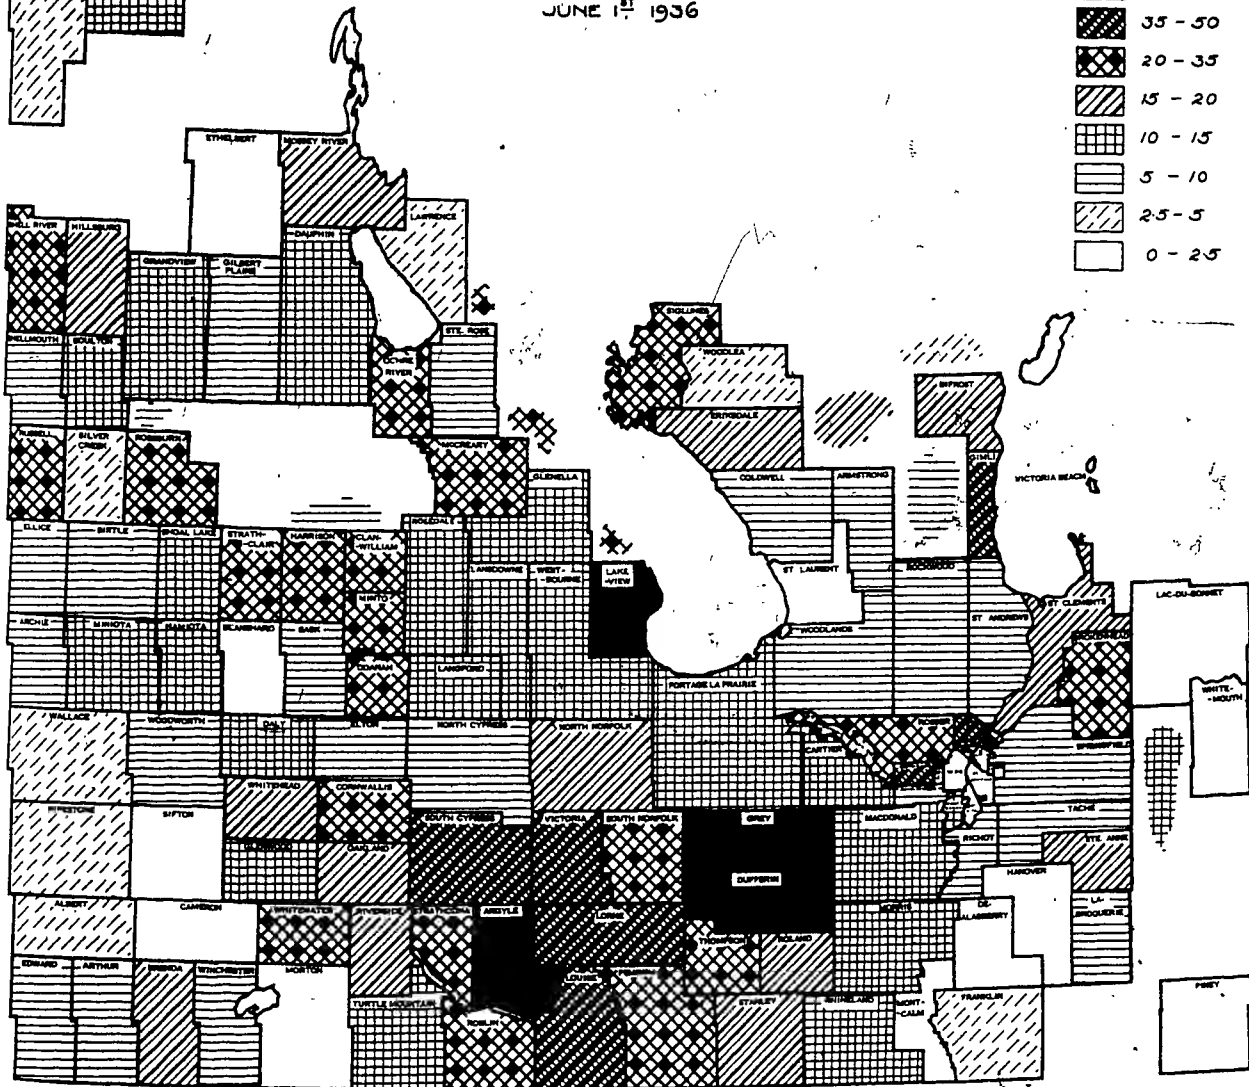 JUNE 1ST 1936
35 - 50
20 - 35
15 - 20
10 - 15
5 - 10
2·5 - 5
0 - 2·5
ETHELBERT
MOSSEY RIVER
LAWRENCE
SHELL RIVER
HILLSBURG
DAUPHIN
GRANDVIEW
GILBERT
PLAINS
STE. ROSE
SIGLUNES
SHELLMOUTH
BOULTON
OCHRE
RIVER
WOODLEA
BIFROST
ERIKSDALE
RUSSELL
SILVER
CREEK
ROSSBURN
MCCREARY
GIMLI
GLENELLA
COLDWELL
ARMSTRONG
VICTORIA BEACH
ELLICE
BIRTLE
SHOAL LAKE
STRATH-
-CLAIR
HARRISON
CLAN-
-WILLIAM
ROSEDALE
LANSDOWNE
WEST-
-BOURNE
LAKE
-VIEW
ST LAURENT
ROCKWOOD
LAC-DU-BONNET
MINTO
ST CLEMENTS
ARCHIE
MINIOTA
HAMIOTA
BLANSHARD
SASK
WOODLANDS
ST ANDREWS
BROKENHEAD
ODANAH
LANGFORD
PORTAGE LA PRAIRIE
WHITE-
-MOUTH
WALLACE
WOODWORTH
DALY
ELTON
NORTH CYPRESS
NORTH NORFOLK
CARTIER
ROSSER
SPRINGFIELD
WHITEHEAD
CORNWALLIS
PIPESTONE
SIFTON
SOUTH CYPRESS
VICTORIA
SOUTH NORFOLK
GREY
MACDONALD
TACHE
RICHOT
STE. ANNE
GLENWOOD
OAKLAND
HANOVER
DUFFERIN
ALBERT
CAMERON
WHITEWATER
RIVERSIDE
STRATHCONA
ARGYLE
LORNE
MORRIS
DE-
SALABERRY
LA-
BROQUERIE
THOMPSON
ROLAND
EDWARD
ARTHUR
BRENDA
WINCHESTER
MORTON
LOUISE
PEMBINA
TURTLE MOUNTAIN
ROBLIN
STANLEY
RHINELAND
MONT-
-CALM
FRANKLIN
PINEY